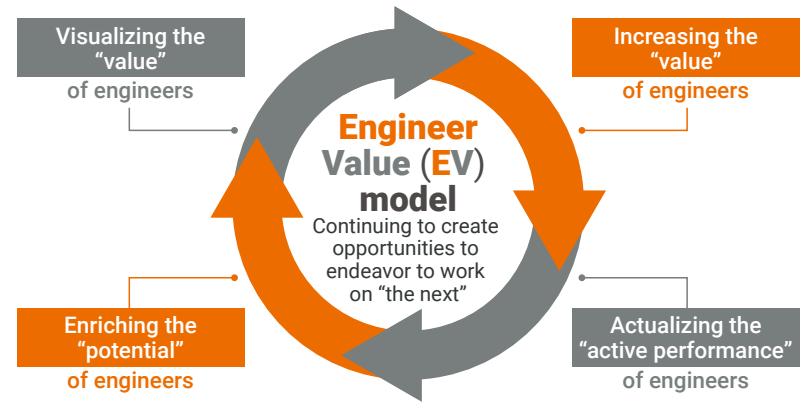 Visualizing the
“value”
of engineers
Increasing the
“value”
of engineers
Engineer
Value (EV)
model
Continuing to create
opportunities to
endeavor to work
on “the next”
Enriching the
“potential”
of engineers
Actualizing the
“active performance”
of engineers